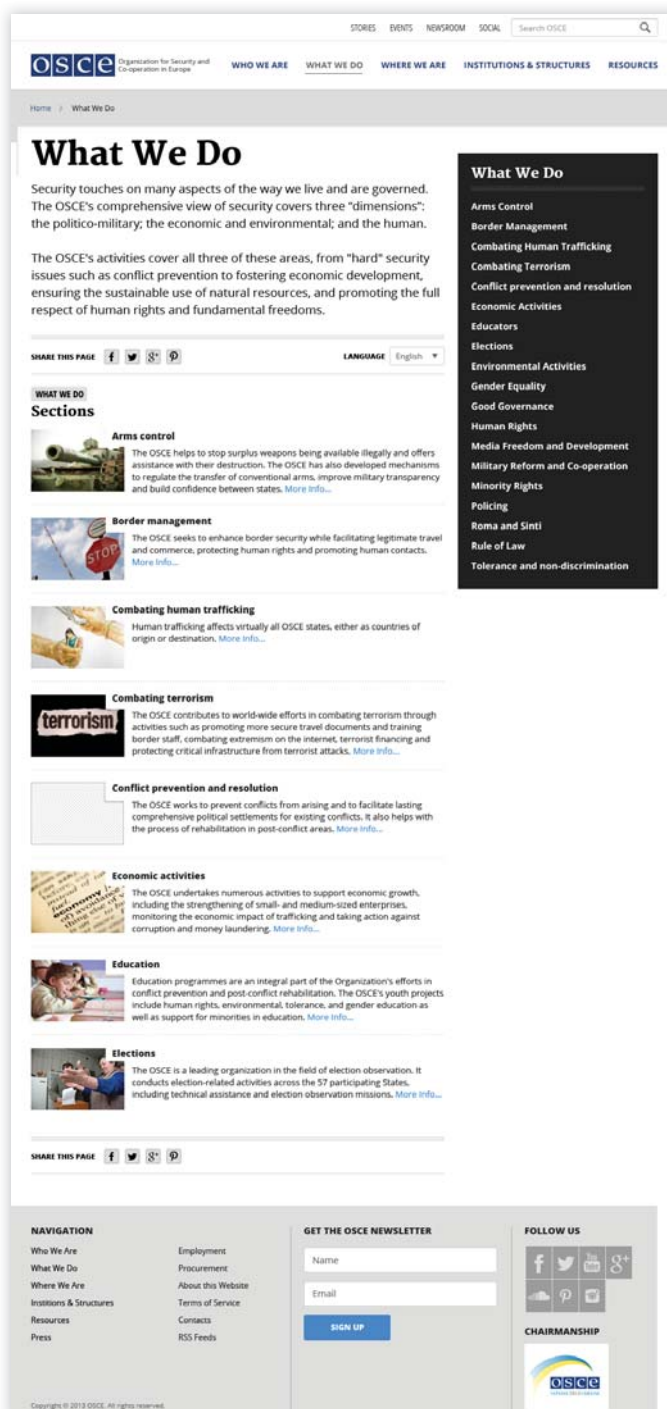 STORIES EVENTS NEWSROOM SOCIAL Search OSCE
OSCE Organization for Security and
Co-operation in Europe
WHO WE ARE WHAT WE DO WHERE WE ARE INSTITUTIONS & STRUCTURES RESOURCES
Home > What We Do
What We Do
Security touches on many aspects of the way we live and are governed.
The OSCE's comprehensive view of security covers three "dimensions":
the politico-military; the economic and environmental; and the human.
The OSCE's activities cover all three of these areas, from "hard" security
issues such as conflict prevention to fostering economic development,
ensuring the sustainable use of natural resources, and promoting the full
respect of human rights and fundamental freedoms.
SHARE THIS PAGE
LANGUAGE English
WHAT WE DO
Sections
Arms control
The OSCE helps to stop surplus weapons being available illegally and offers
assistance with their destruction. The OSCE has also developed mechanisms
to regulate the transfer of conventional arms, improve military transparency
and build confidence between states. More Info...
STOP
Border management
The OSCE seeks to enhance border security while facilitating legitimate travel
and commerce, protecting human rights and promoting human contacts.
More Info...
Combating human trafficking
Human trafficking affects virtually all OSCE states, either as countries of
origin or destination. More Info...
terrorism
Combating terrorism
The OSCE contributes to world-wide efforts in combating terrorism through
activities such as promoting more secure travel documents and training
border staff, combating extremism on the internet, terrorist financing and
protecting critical infrastructure from terrorist attacks. More Info...
Conflict prevention and resolution
The OSCE works to prevent conflicts from arising and to facilitate lasting
comprehensive political settlements for existing conflicts. It also helps with
the process of rehabilitation in post-conflict areas. More Info...
economy
Economic activities
The OSCE undertakes numerous activities to support economic growth,
including the strengthening of small- and medium-sized enterprises,
monitoring the economic impact of trafficking and taking action against
corruption and money laundering. More Info...
Education
Education programmes are an integral part of the Organization's efforts in
conflict prevention and post-conflict rehabilitation. The OSCE's youth projects
include human rights, environmental, tolerance, and gender education as
well as support for minorities in education. More Info...
Elections
The OSCE is a leading organization in the field of election observation. It
conducts election-related activities across the 57 participating States,
including technical assistance and election observation missions. More Info...
SHARE THIS PAGE
What We Do
Arms Control
Border Management
Combating Human Trafficking
Combating Terrorism
Conflict prevention and resolution
Economic Activities
Educators
Elections
Environmental Activities
Gender Equality
Good Governance
Human Rights
Media Freedom and Development
Military Reform and Co-operation
Minority Rights
Policing
Roma and Sinti
Rule of Law
Tolerance and non-discrimination
NAVIGATION
Who We Are
What We Do
Where We Are
Institions & Structures
Resources
Press
Employment
Procurement
About this Website
Terms of Service
Contacts
RSS Feeds
GET THE OSCE NEWSLETTER
Name
Email
SIGN UP
FOLLOW US
CHAIRMANSHIP
osce
Copyright © 2013 OSCE. All rights reserved.